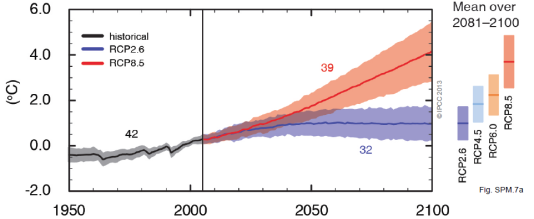 6.0
4.0
2.0
0.0
-2.0
(°C)
historical
RCP2.6
RCP8.5
42
39
32
1950
2000
2050
2100
© IPCC 2013
Mean over
2081–2100
RCP2.6
RCP4.5
RCP6.0
RCP8.5
Fig. SPM.7a